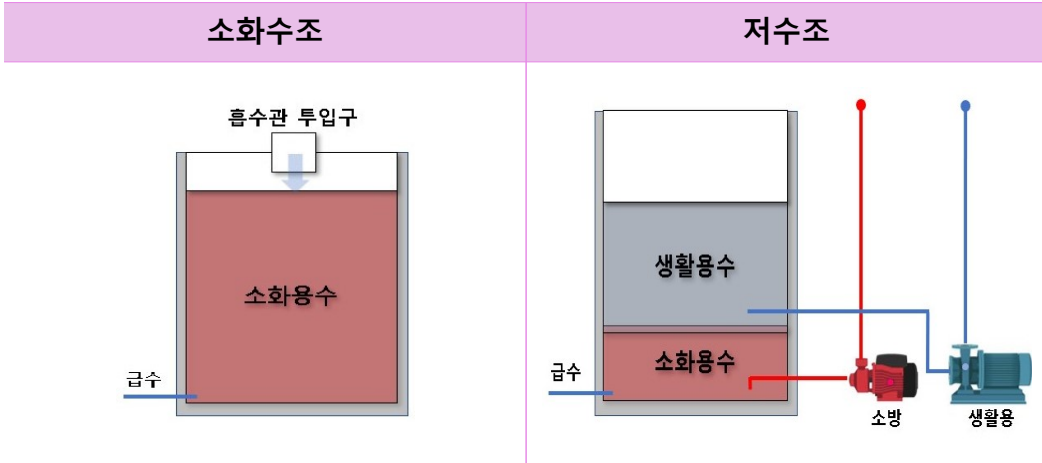 소화수조
저수조
흡수관 투입구
소화용수
급수
생활용수
소화용수
급수
소방
생활용